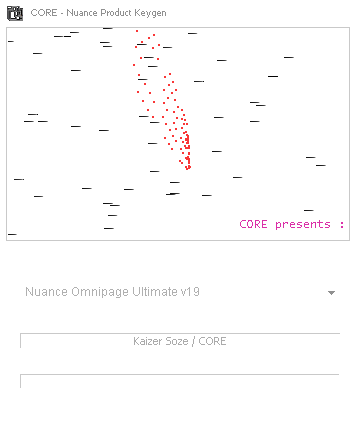 CORE - Nuance Product Keygen
CORE presents :
Nuance Omnipage Ultimate v19
Kaizer Soze / CORE